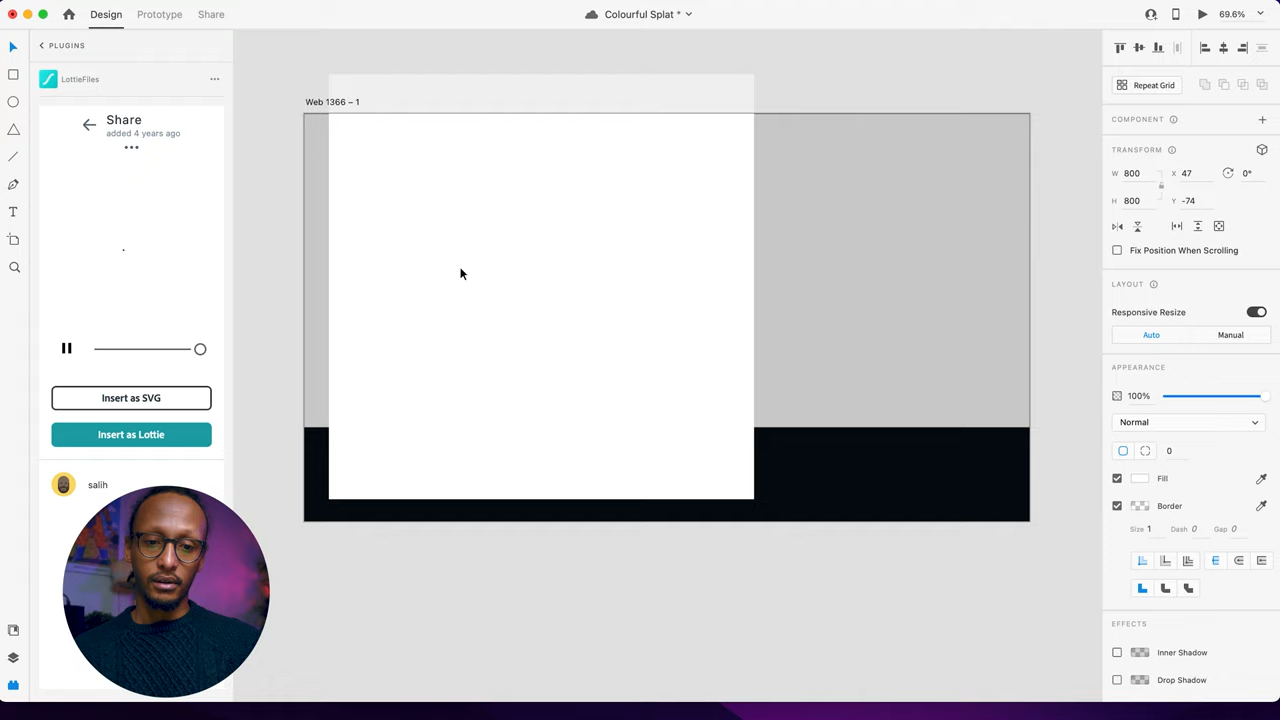 Design
Prototype
Share
Colourful Splat *
69.6%
PLUGINS
LottieFiles
Share
added 4 years ago
Insert as SVG
Insert as Lottie
salih
Web 1366 – 1
Repeat Grid
COMPONENT
TRANSFORM
W 800 X 47 0°
H 800 Y -74
Fix Position When Scrolling
LAYOUT
Responsive Resize
Auto
Manual
APPEARANCE
100%
Normal
0
Fill
Border
Size 1 Dash 0 Gap 0
EFFECTS
Inner Shadow
Drop Shadow